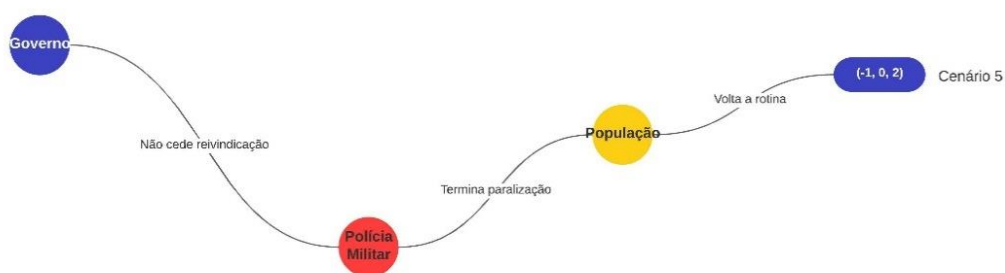 Governo
Não cede reivindicação
Polícia
Militar
Termina paralização
População
Volta a rotina
(-1, 0, 2)
Cenário 5